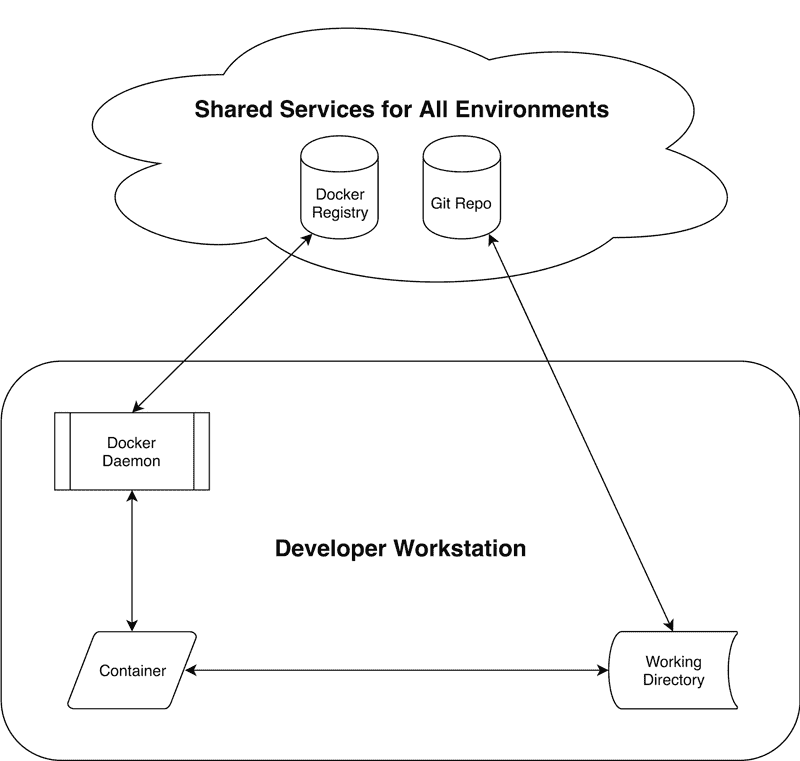 Shared Services for All Environments
Docker
Registry
Git Repo
Docker
Daemon
Developer Workstation
Container
Working
Directory